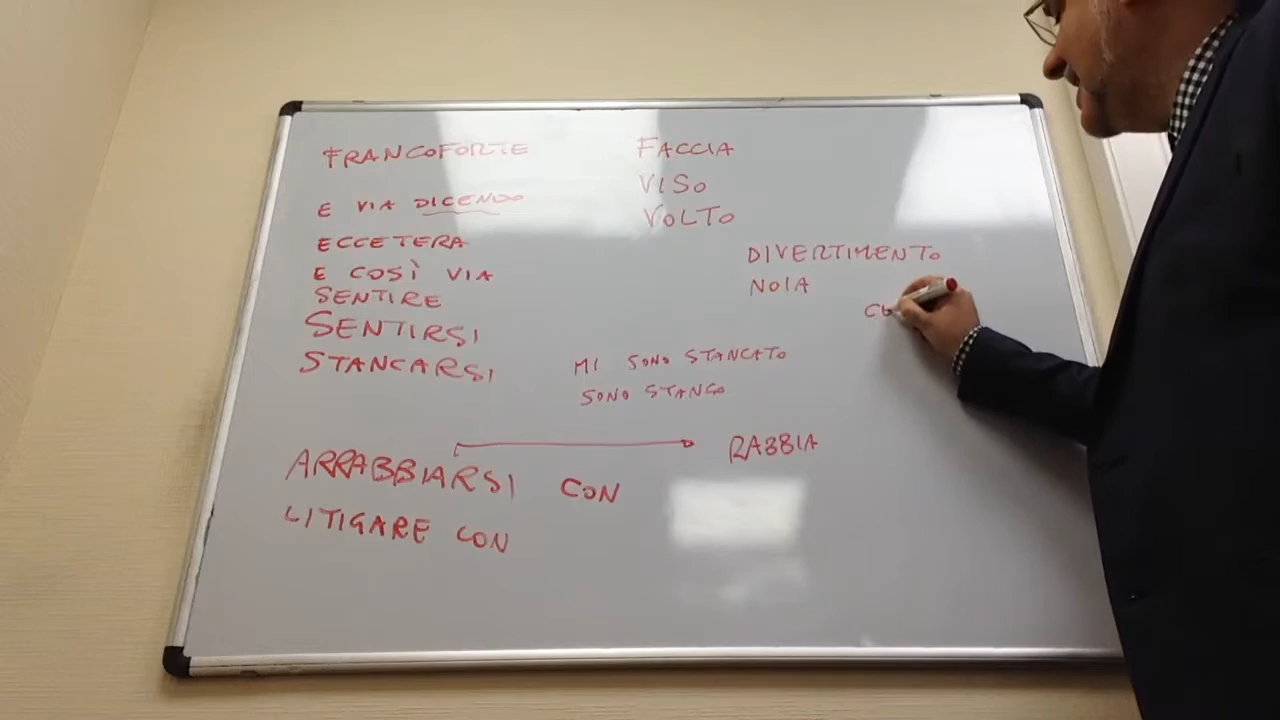 FRANCOFORTE
E VIA DICENDO
ECCETERA
E COSÌ VIA
SENTIRE
SENTIRSI
STANCARSI
ARRABBIARSI CON
LITIGARE CON
FACCIA
VISO
VOLTO
DIVERTIMENTO
NOIA
MI SONO STANCATO
SONO STANCO
RABBIA